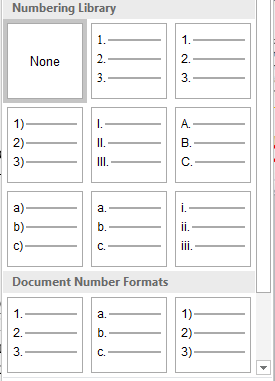 Numbering Library
None
1.
2.
3.
1.
2.
3.
1)
2)
3)
I.
II.
III.
A.
B.
C.
a)
b)
c)
a.
b.
c.
i.
ii.
iii.
Document Number Formats
1.
2.
3.
a.
b.
c.
1)
2)
3)